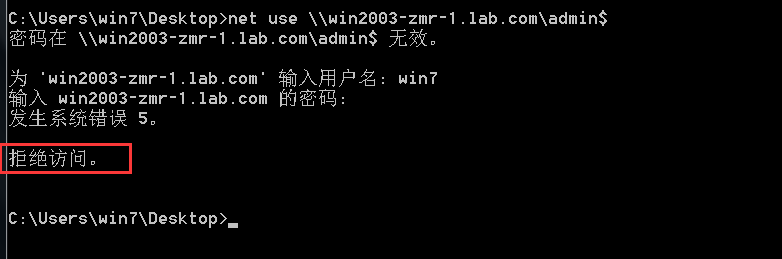 C:\Users\win7\Desktop>net use \\win2003-zmr-1.lab.com\admin$
密码在 \\win2003-zmr-1.lab.com\admin$ 无效。
为 'win2003-zmr-1.lab.com' 输入用户名: win7
输入 win2003-zmr-1.lab.com 的密码:
发生系统错误 5。
拒绝访问。
C:\Users\win7\Desktop>_